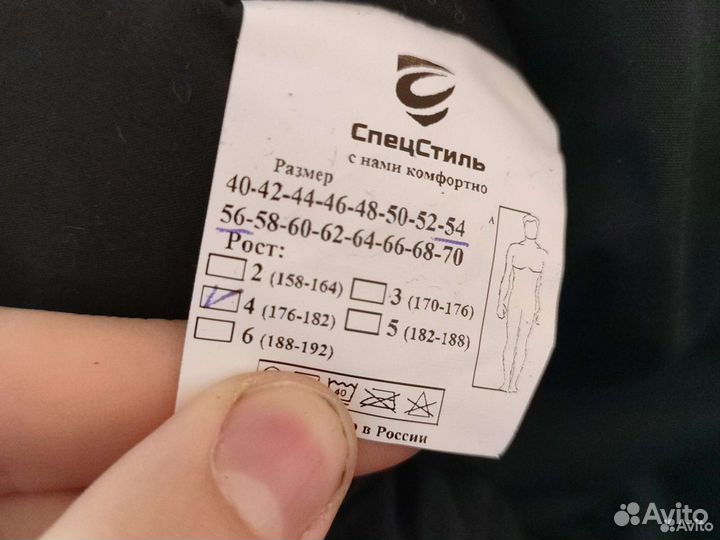 СпецСтиль
с нами комфортно
Размер
40-42-44-46-48-50-52-54
56-58-60-62-64-66-68-70
Рост:
2 (158-164) 3 (170-176)
4 (176-182) 5 (182-188)
6 (188-192)
A
40
в России
Avito
Avito